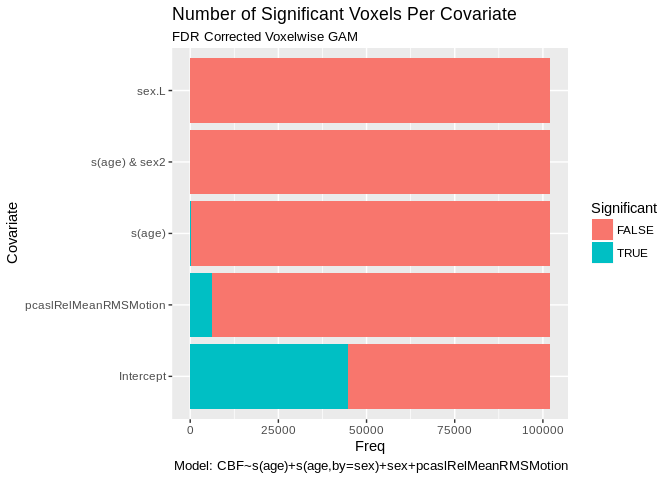 Number of Significant Voxels Per Covariate
FDR Corrected Voxelwise GAM
Covariate
sex.L
s(age) & sex2
s(age)
pcaslRelMeanRMSMotion
Intercept
0 25000 50000 75000 100000
Freq
Model: CBF~s(age)+s(age,by=sex)+sex+pcaslRelMeanRMSMotion
Significant
FALSE
TRUE